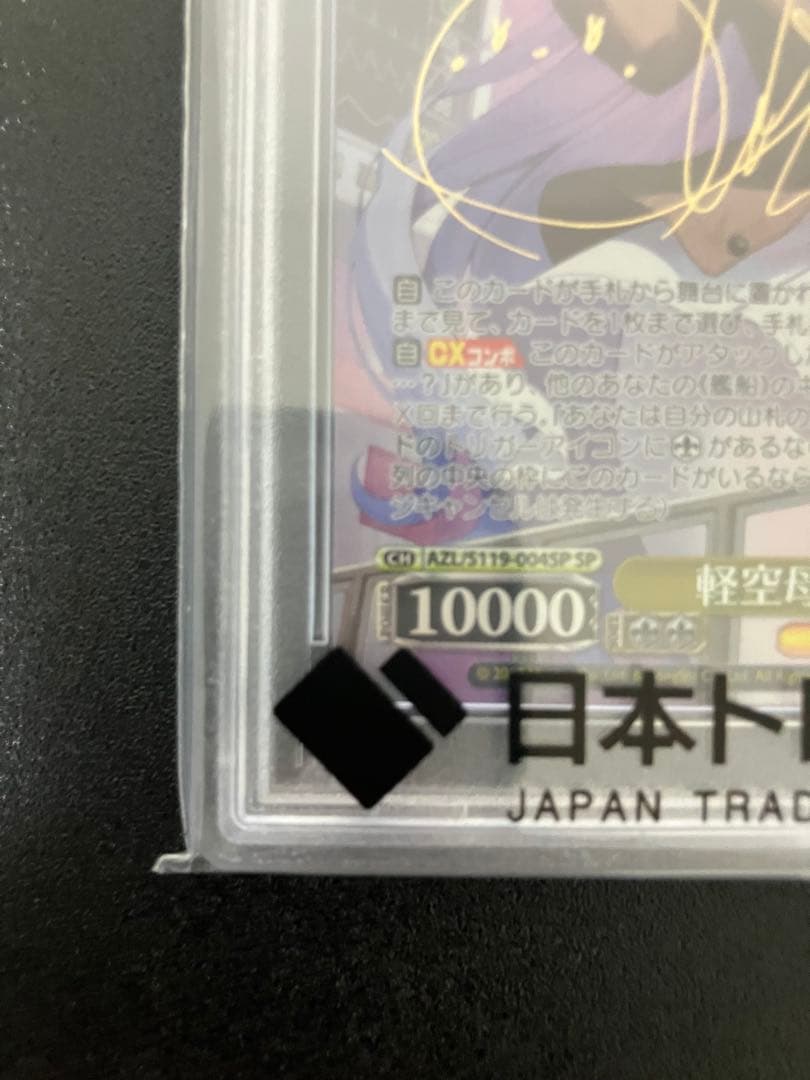 自 このカードが手札から舞台に置かれ
まで見て、カードを1枚まで選び、手札
自 CXコンボ このカードがアタックし
…?」があり、他のあなたの《艦船》の
X回まで行う。『あなたは自分の山札の
ドのトリガーアイコンに があるな
列の中央の枠にこのカードがいるなら
ンキャンセルは発生する)
CH AZL/S119-004SP SP
10000
軽空母
日本ト
JAPAN TRAD